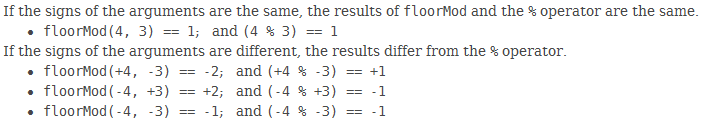 If the signs of the arguments are the same, the results of floorMod and the % operator are the same.
• floorMod(4, 3) == 1; and (4 % 3) == 1
If the signs of the arguments are different, the results differ from the % operator.
• floorMod(+4, -3) == -2; and (+4 % -3) == +1
• floorMod(-4, +3) == +2; and (-4 % +3) == -1
• floorMod(-4, -3) == -1; and (-4 % -3) == -1